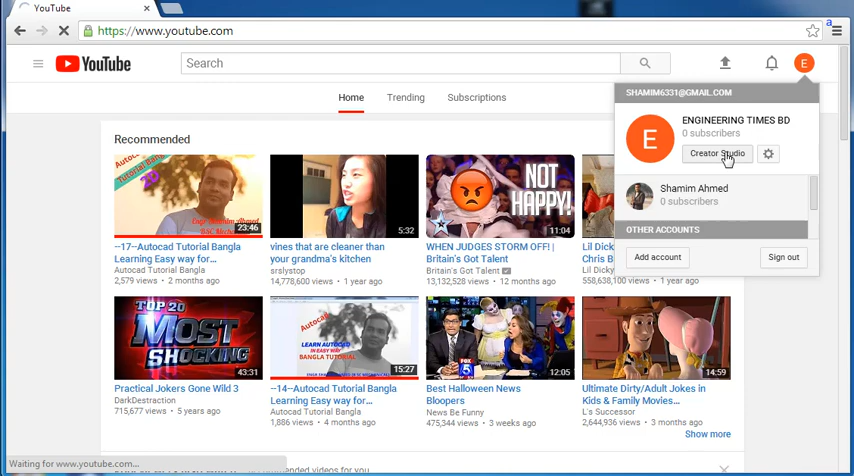 YouTube
https://www.youtube.com
a
YouTube
Search
E
Home
Trending
Subscriptions
SHAMIM6331@GMAIL.COM
E
ENGINEERING TIMES BD
0 subscribers
Creator Studio
Shamim Ahmed
0 subscribers
OTHER ACCOUNTS
Add account
Sign out
Recommended
23:46
5:32
NOT
HAPPY!
11:04
--17--Autocad Tutorial Bangla
Learning Easy way for...
Autocad Tutorial Bangla
2,579 views • 2 months ago
vines that are cleaner than
your grandma's kitchen
srslystop
14,778,600 views • 1 year ago
WHEN JUDGES STORM OFF! |
Britain's Got Talent
Britain's Got Talent
13,132,528 views • 12 months ago
Lil Dick
Chris B
Lil Dicky
558,638,100 views • 1 year ago
TOP 20
MOST
SHOCKING
43:31
LEARN AUTOCAD
IN EASY WAY
BANGLA TUTORIAL
15:27
FOX
5
12:05
14:59
Practical Jokers Gone Wild 3
DarkDestraction
715,677 views • 5 years ago
--14--Autocad Tutorial Bangla
Learning Easy way for...
Autocad Tutorial Bangla
1,886 views • 4 months ago
Best Halloween News
Bloopers
News Be Funny
475,344 views • 3 weeks ago
Ultimate Dirty/Adult Jokes in
Kids & Family Movies...
L's Successor
2,644,936 views • 3 months ago
Show more
Waiting for www.youtube.com...